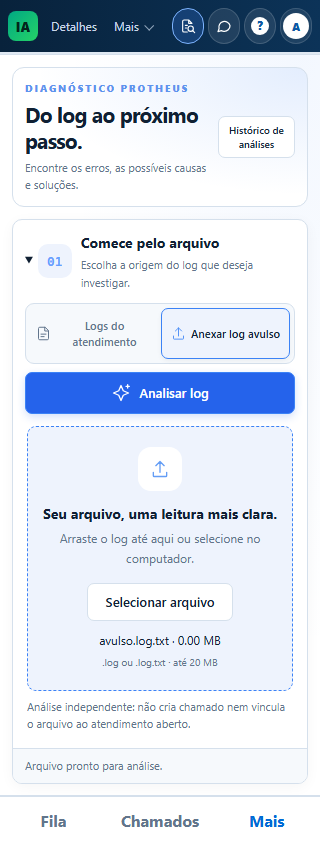 IA Detalhes Mais ? A
DIAGNÓSTICO PROTHEUS
Do log ao próximo
passo.
Encontre os erros, as possíveis causas
e soluções.
Histórico de
análises
01
Comece pelo arquivo
Escolha a origem do log que deseja
investigar.
Logs do
atendimento
Anexar log avulso
Analisar log
Seu arquivo, uma leitura mais clara.
Arraste o log até aqui ou selecione no
computador.
Selecionar arquivo
avulso.log.txt · 0.00 MB
.log ou .log.txt · até 20 MB
Análise independente: não cria chamado nem vincula
o arquivo ao atendimento aberto.
Arquivo pronto para análise.
Fila Chamados Mais